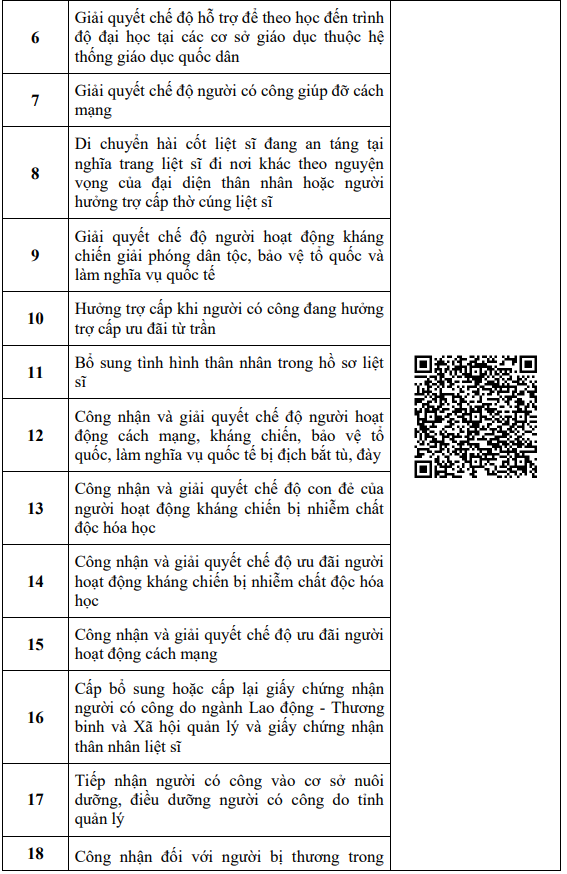 6
Giải quyết chế độ hỗ trợ để theo học đến trình
độ đại học tại các cơ sở giáo dục thuộc hệ
thống giáo dục quốc dân
7
Giải quyết chế độ người có công giúp đỡ cách
mạng
8
Di chuyển hài cốt liệt sĩ đang an táng tại
nghĩa trang liệt sĩ đi nơi khác theo nguyện
vọng của đại diện thân nhân hoặc người
hưởng trợ cấp thờ cúng liệt sĩ
9
Giải quyết chế độ người hoạt động kháng
chiến giải phóng dân tộc, bảo vệ tổ quốc và
làm nghĩa vụ quốc tế
10
Hưởng trợ cấp khi người có công đang hưởng
trợ cấp ưu đãi từ trần
11
Bổ sung tình hình thân nhân trong hồ sơ liệt
sĩ
12
Công nhận và giải quyết chế độ người hoạt
động cách mạng, kháng chiến, bảo vệ tổ
quốc, làm nghĩa vụ quốc tế bị địch bắt tù, đày
13
Công nhận và giải quyết chế độ con đẻ của
người hoạt động kháng chiến bị nhiễm chất
độc hóa học
14
Công nhận và giải quyết chế độ ưu đãi người
hoạt động kháng chiến bị nhiễm chất độc hóa
học
15
Công nhận và giải quyết chế độ ưu đãi người
hoạt động cách mạng
16
Cấp bổ sung hoặc cấp lại giấy chứng nhận
người có công do ngành Lao động - Thương
binh và Xã hội quản lý và giấy chứng nhận
thân nhân liệt sĩ
17
Tiếp nhận người có công vào cơ sở nuôi
dưỡng, điều dưỡng người có công do tỉnh
quản lý
18
Công nhận đối với người bị thương trong